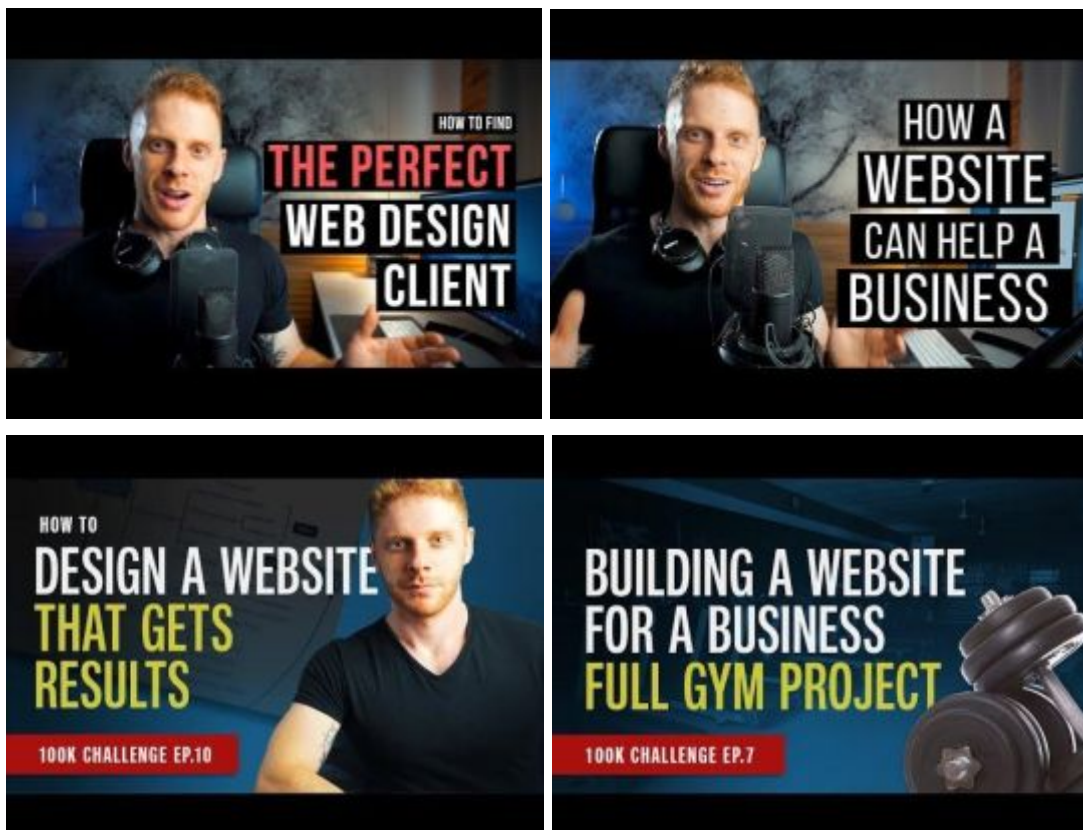 HOW TO FIND
THE PERFECT
WEB DESIGN
CLIENT
HOW A
WEBSITE
CAN HELP A
BUSINESS
HOW TO
DESIGN A WEBSITE
THAT GETS
RESULTS
100K CHALLENGE EP.10
BUILDING A WEBSITE
FOR A BUSINESS
FULL GYM PROJECT
100K CHALLENGE EP.7